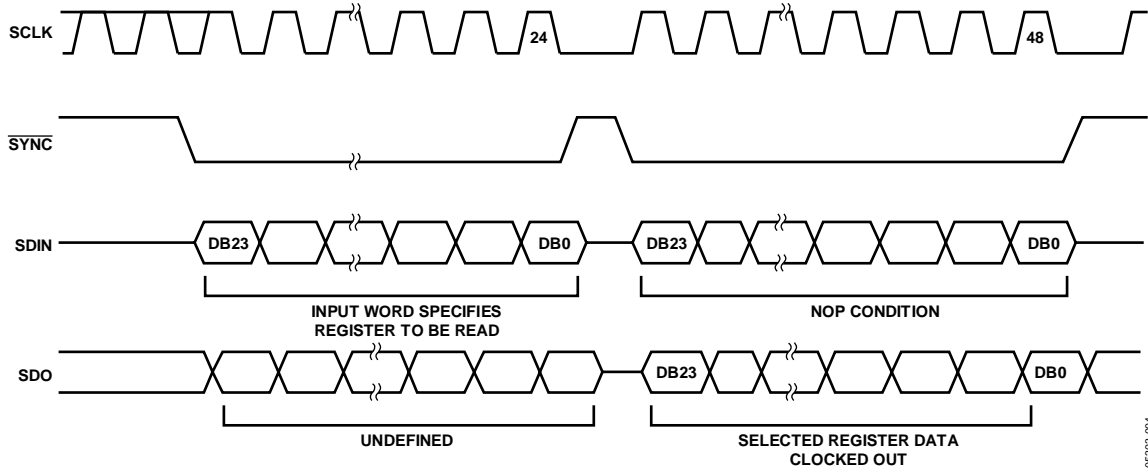 SCLK
24
48
SYNC
SDIN
DB23
DB0
DB23
DB0
INPUT WORD SPECIFIES
REGISTER TO BE READ
NOP CONDITION
SDO
DB23
DB0
UNDEFINED
SELECTED REGISTER DATA
CLOCKED OUT